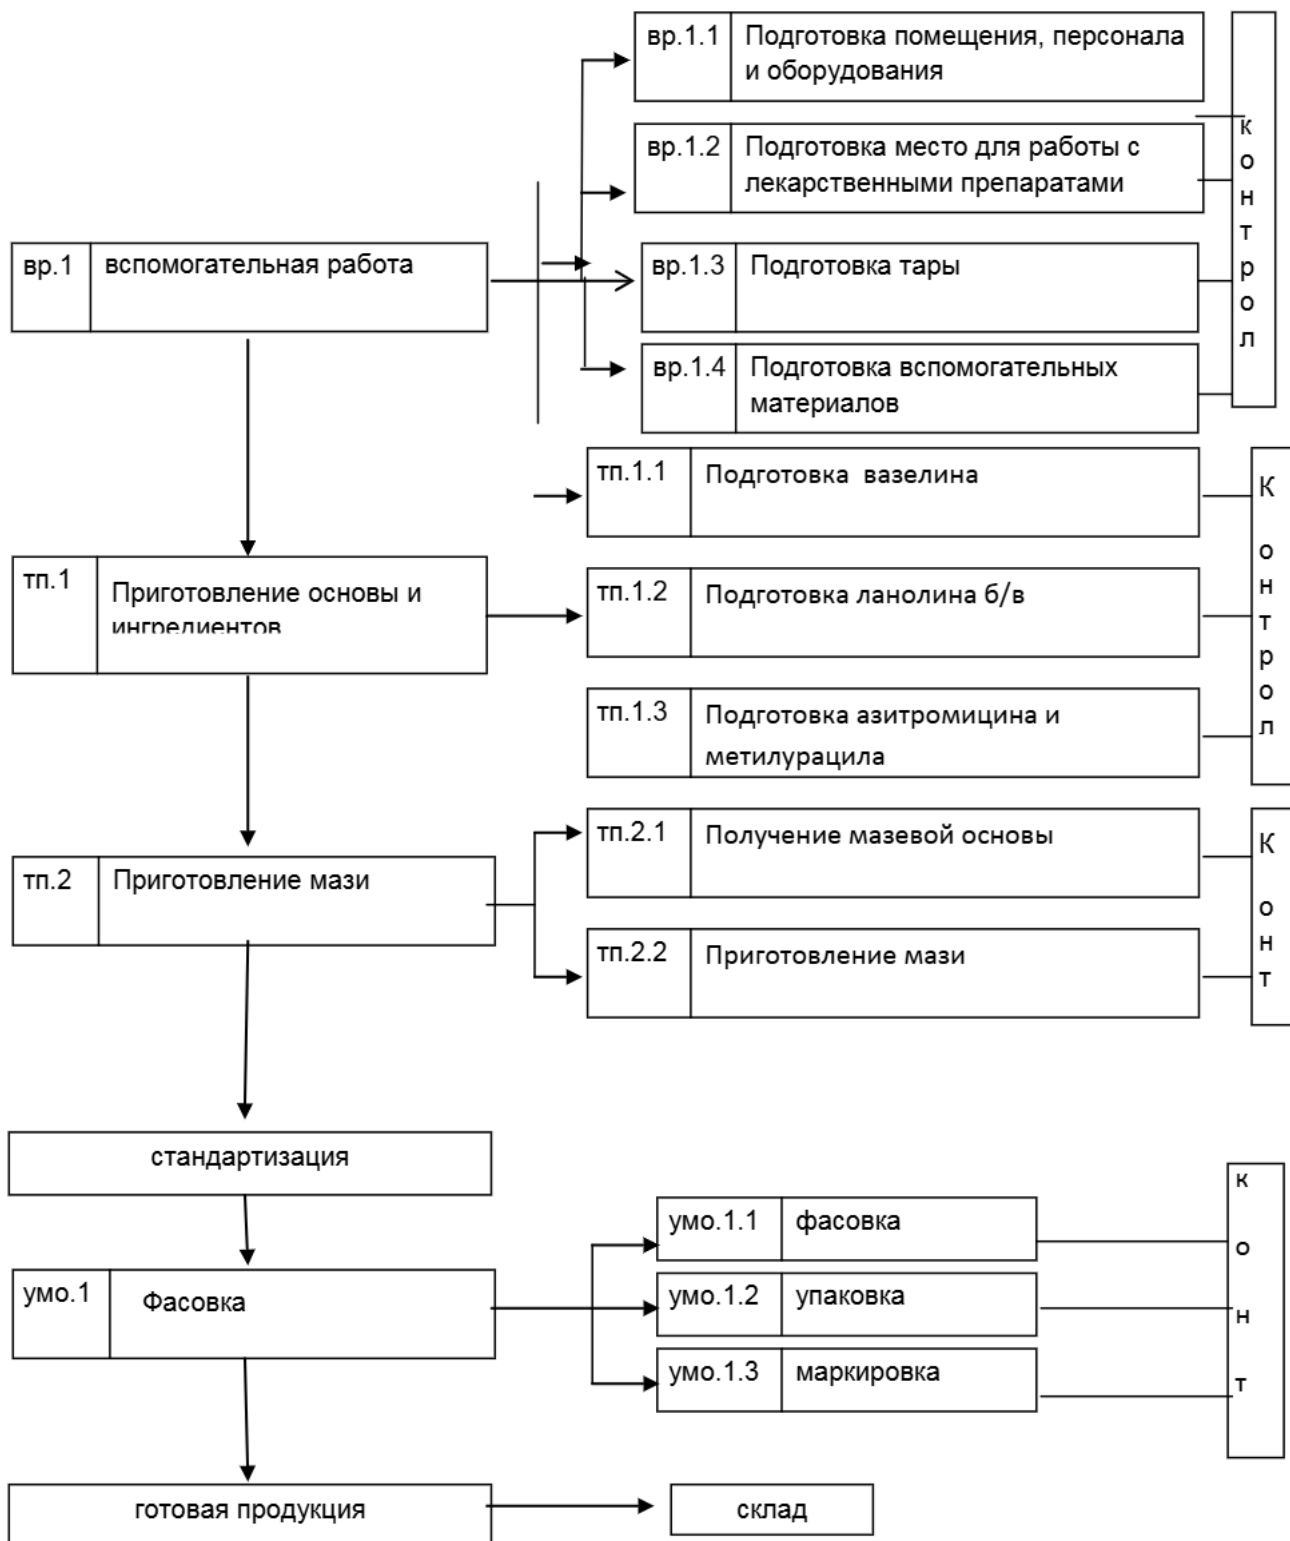 вр.1.1
Подготовка помещения, персонала
и оборудования
вр.1.2
Подготовка место для работы с
лекарственными препаратами
вр.1
вспомогательная работа
вр.1.3
Подготовка тары
вр.1.4
Подготовка вспомогательных
материалов
к
о
н
т
р
о
л
тп.1.1
Подготовка вазелина
тп.1
Приготовление основы и
ингредиентов
тп.1.2
Подготовка ланолина б/в
тп.1.3
Подготовка азитромицина и
метилурацила
К
о
н
т
р
о
л
тп.2
Приготовление мази
тп.2.1
Получение мазевой основы
тп.2.2
Приготовление мази
К
о
н
т
стандартизация
умо.1
Фасовка
умо.1.1
фасовка
умо.1.2
упаковка
умо.1.3
маркировка
к
о
н
т
готовая продукция
склад